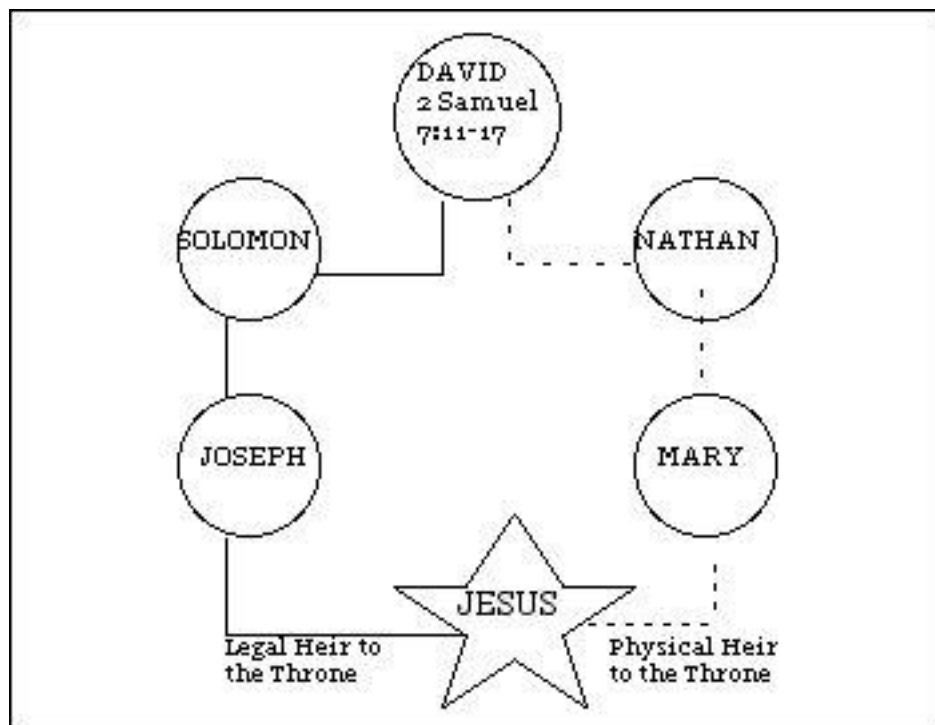 DAVID
2 Samuel
7:11-17
SOLOMON
NATHAN
JOSEPH
MARY
JESUS
Legal Heir to
the Throne
Physical Heir
to the Throne